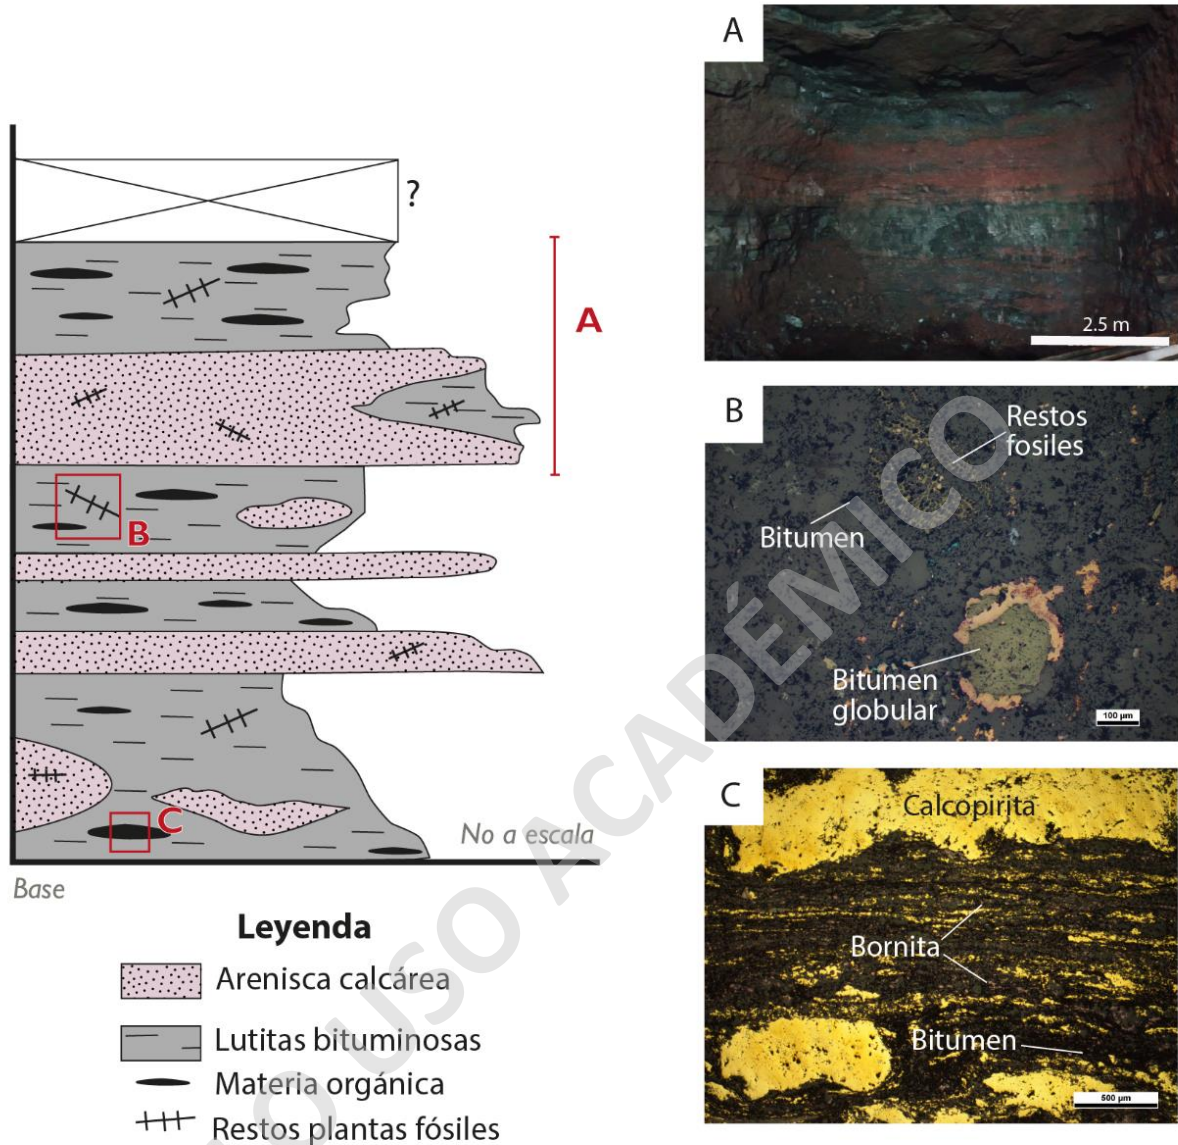 ?
A
B
C
No a escala
Base
Leyenda
Arenisca calcárea
Lutitas bituminosas
Materia orgánica
Restos plantas fósiles
A
2.5 m
B
Restos
fosiles
Bitumen
Bitumen
globular
100 µm
C
Calcopirita
Bornita
Bitumen
500 µm
USO ACADÉMICO